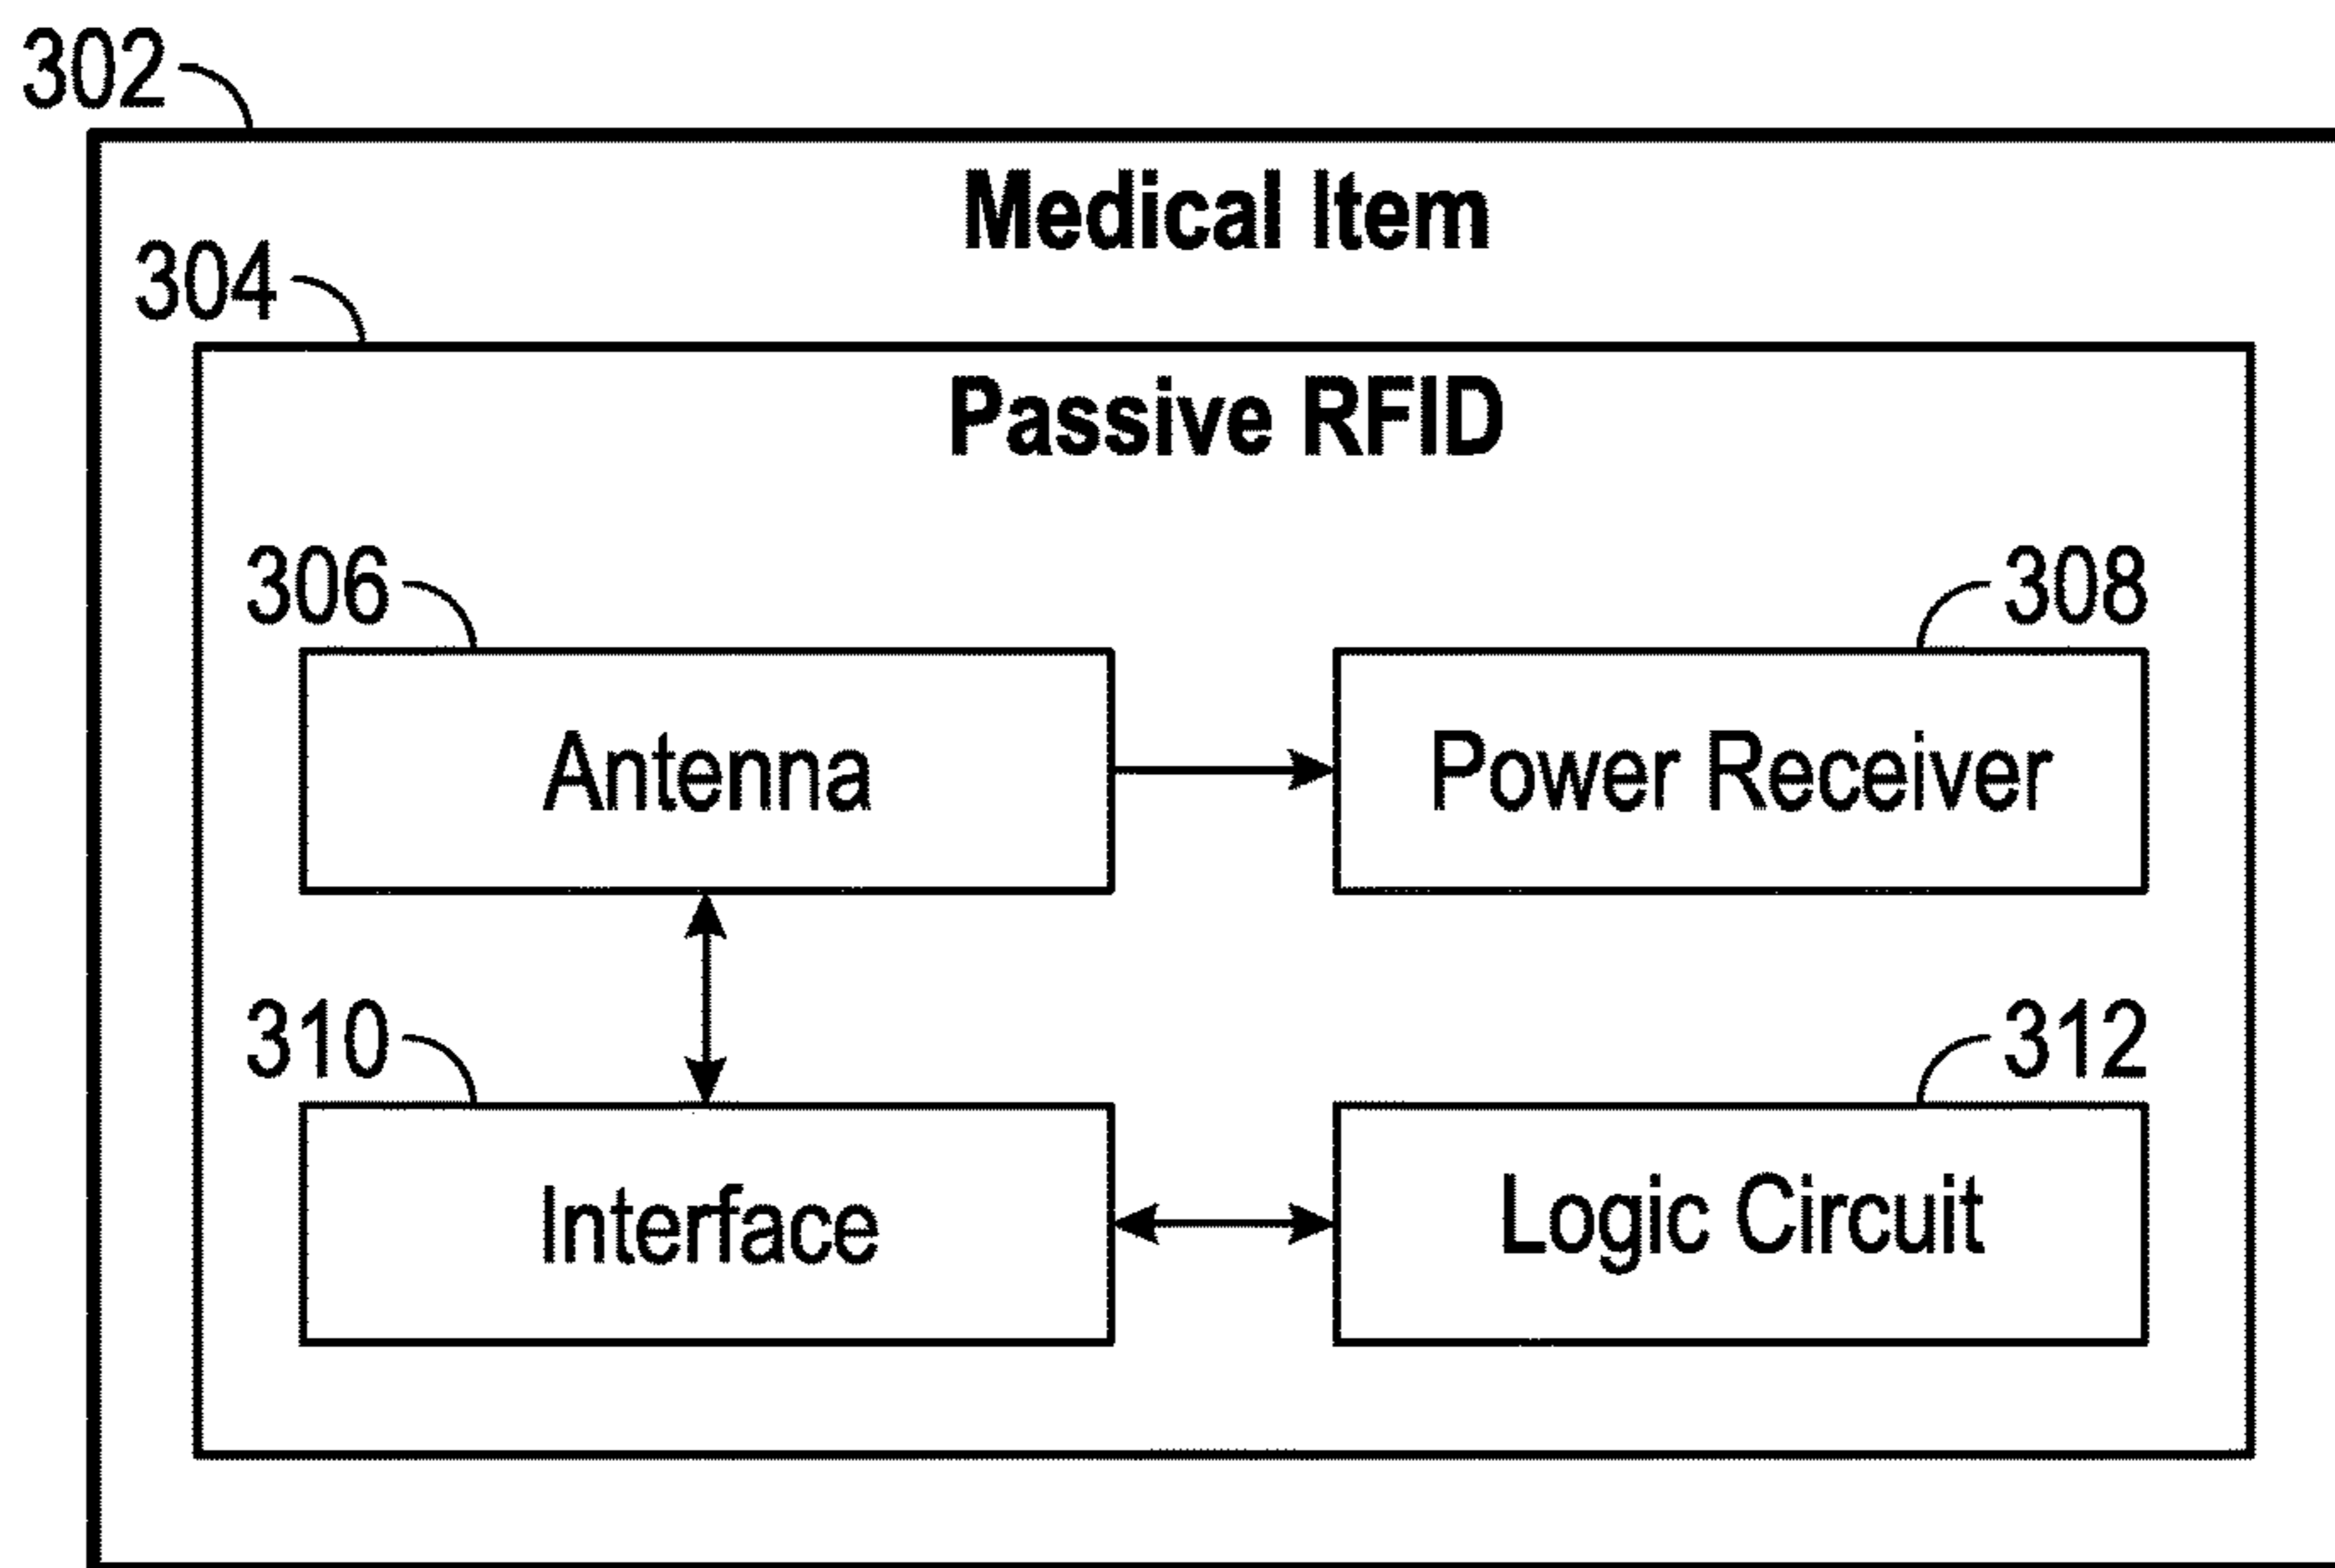 302
Medical Item
304
Passive RFID
306
308
Antenna
Power Receiver
310
312
Interface
Logic Circuit